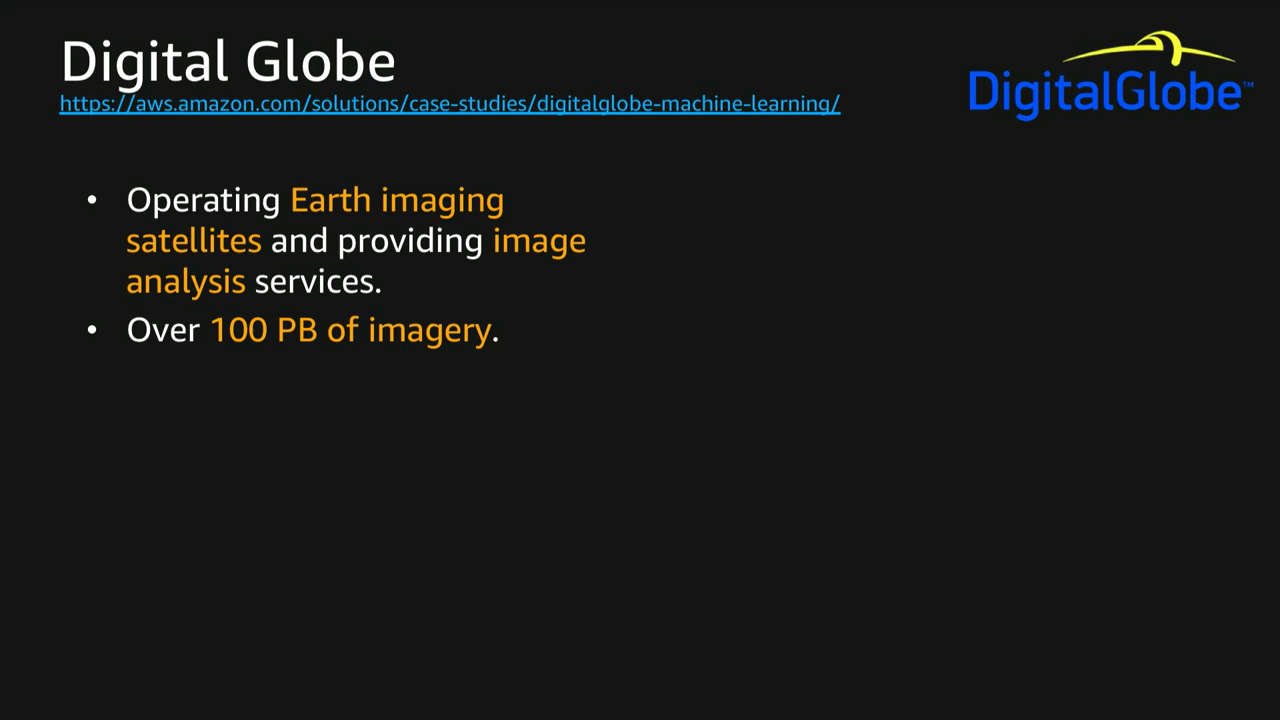 Digital Globe
https://aws.amazon.com/solutions/case-studies/digitalglobe-machine-learning/
DigitalGlobe™
• Operating Earth imaging
satellites and providing image
analysis services.
• Over 100 PB of imagery.